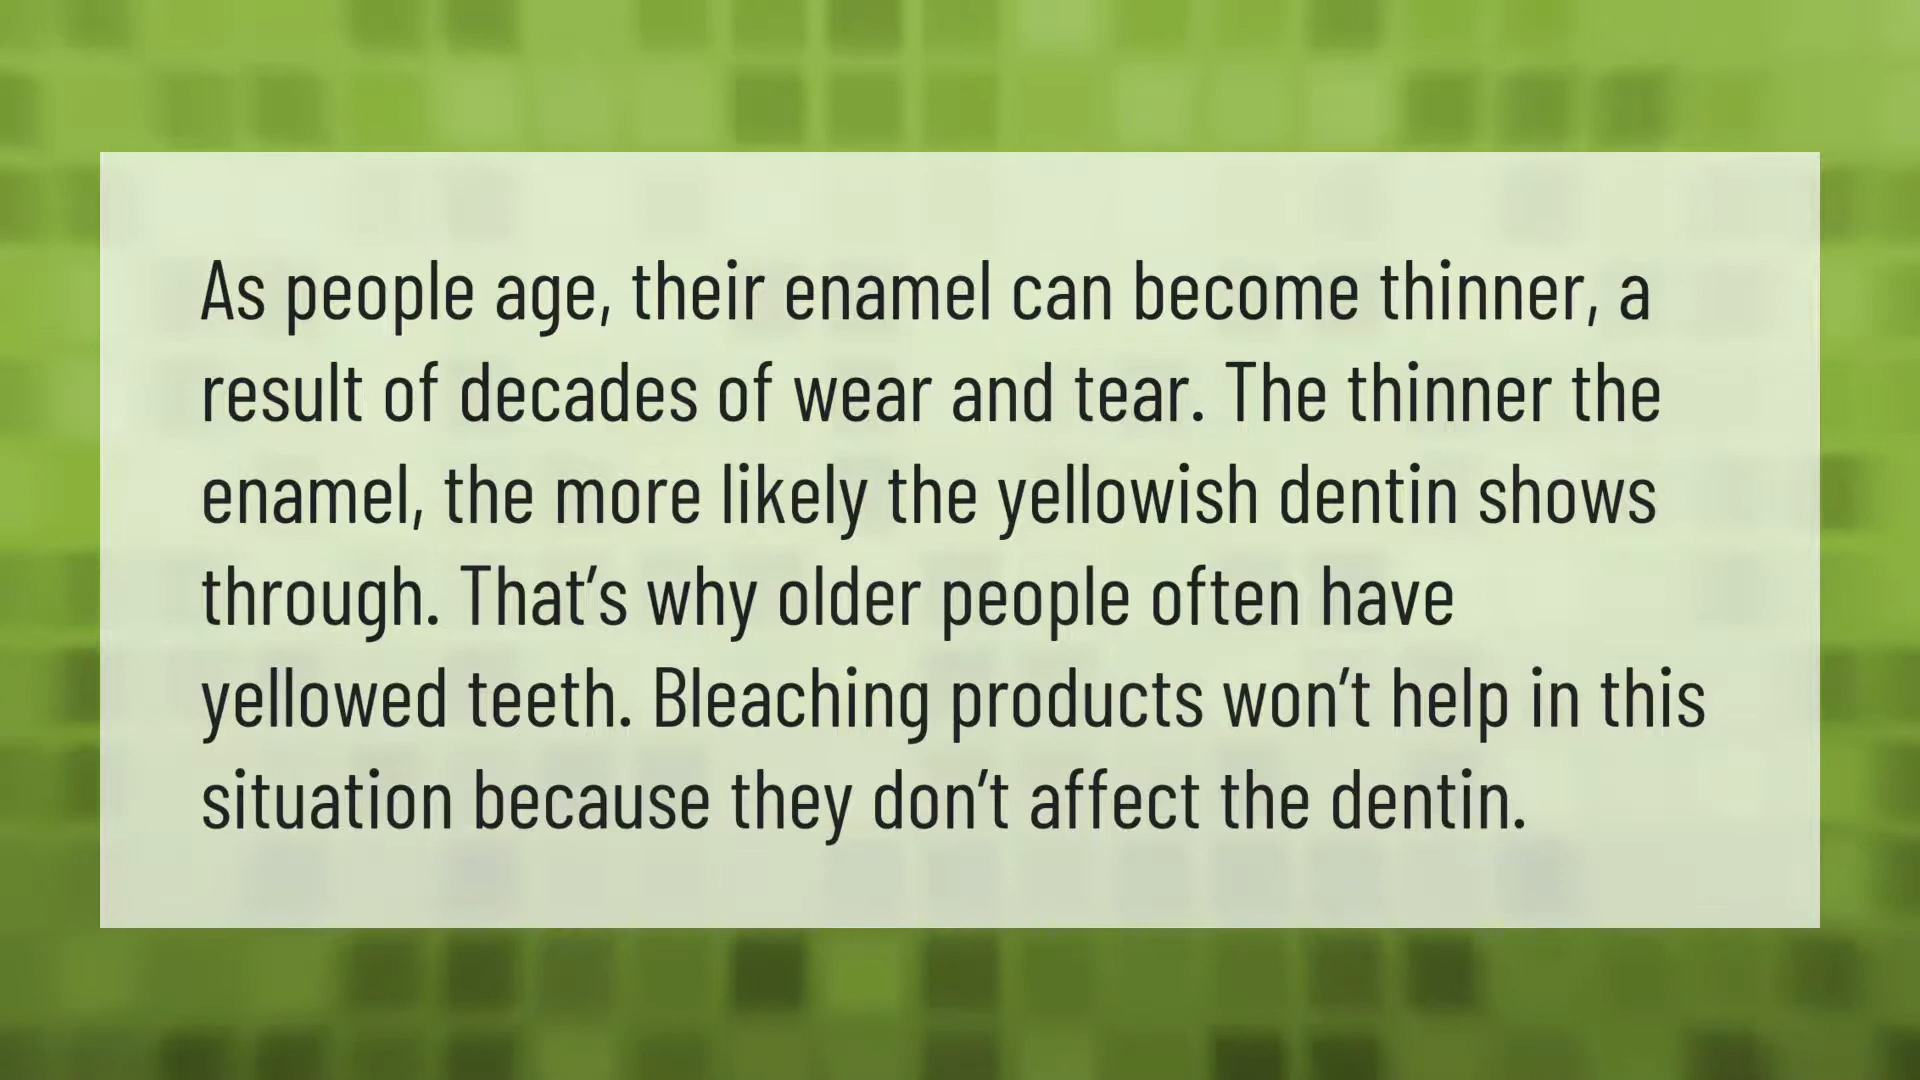 As people age, their enamel can become thinner, a
result of decades of wear and tear. The thinner the
enamel, the more likely the yellowish dentin shows
through. That’s why older people often have
yellowed teeth. Bleaching products won’t help in this
situation because they don’t affect the dentin.